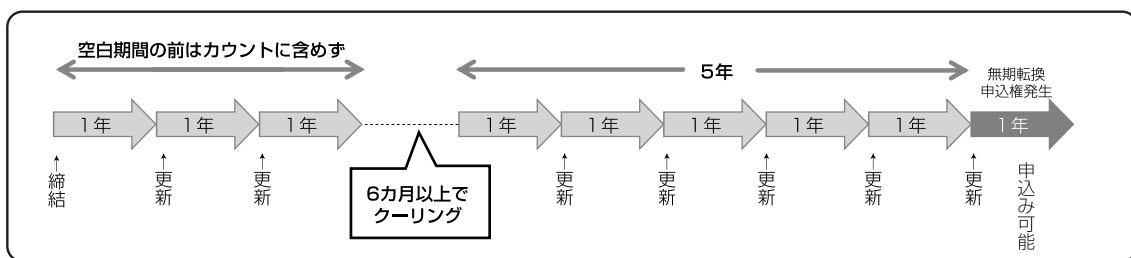 空白期間の前はカウントに含めず
5年
無期転換
申込権発生
1年
1年
1年
1年
1年
1年
1年
1年
1年
6カ月以上で
クーリング
↑締結
↑更新
↑更新
↑更新
↑更新
↑更新
↑更新
↑更新
申込み可能